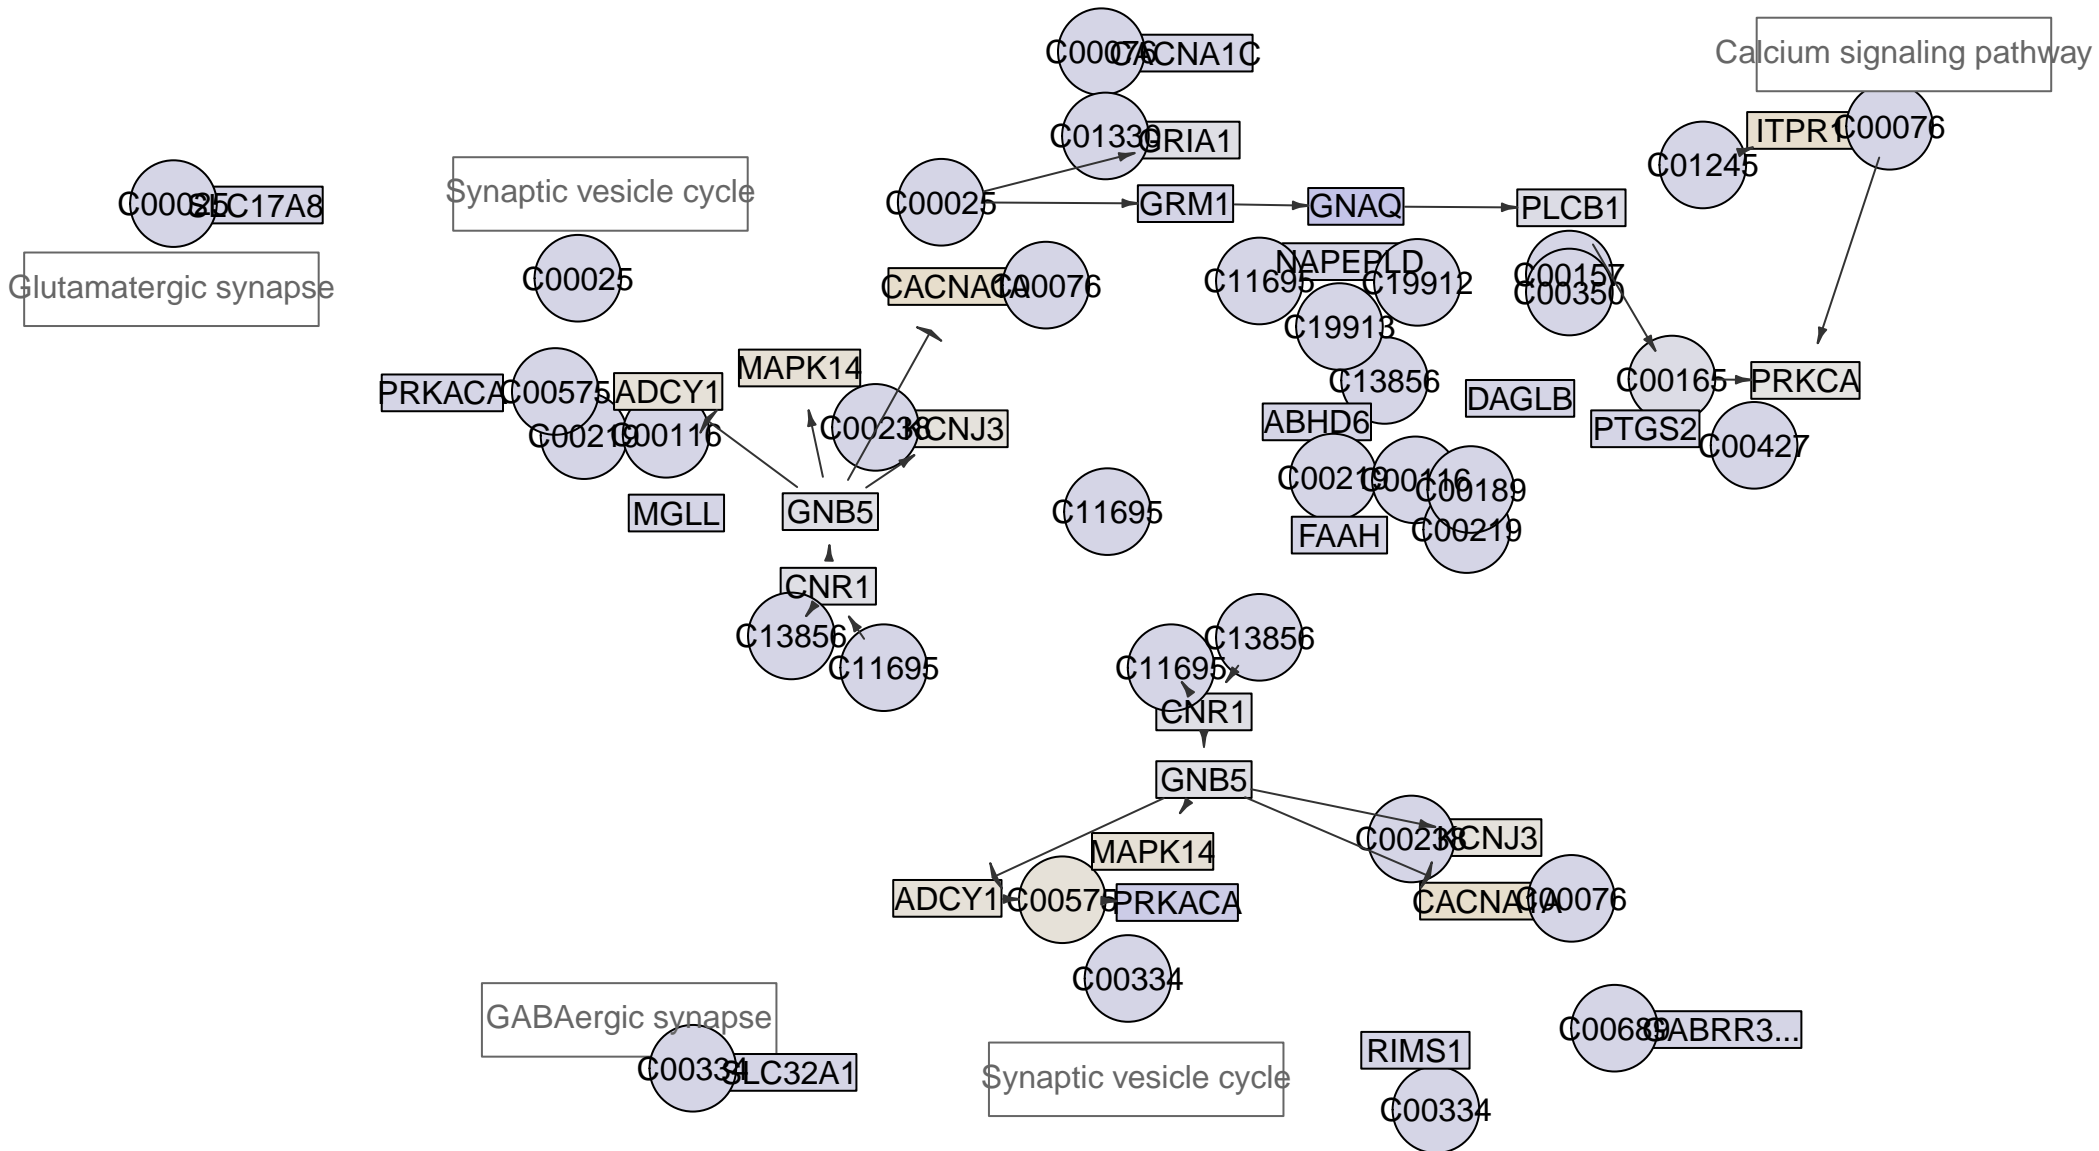 C00076
CACNA1C
Calcium signaling pathway
C01330
GRIA1
ITPR1
C00076
C01245
C00025
SLC17A8
Synaptic vesicle cycle
C00025
GRM1
GNAQ
PLCB1
Glutamatergic synapse
C00025
CACNA1A
C00076
NAPEPLD
C11695
C19912
C00157
C00350
C19913
MAPK14
PRKACA
C00575
ADCY1
C13856
DAGLB
C00165
PRKCA
C00219
C00116
C00238
KCNJ3
ABHD6
PTGS2
C00427
C00219
C00116
C00189
C00219
MGLL
GNB5
C11695
FAAH
CNR1
C13856
C11695
C13856
C11695
CNR1
GNB5
C00238
KCNJ3
MAPK14
ADCY1
C00575
PRKACA
CACNA1A
C00076
C00334
GABAergic synapse
C00334
SLC32A1
Synaptic vesicle cycle
RIMS1
C00334
C00689
GABRR3...